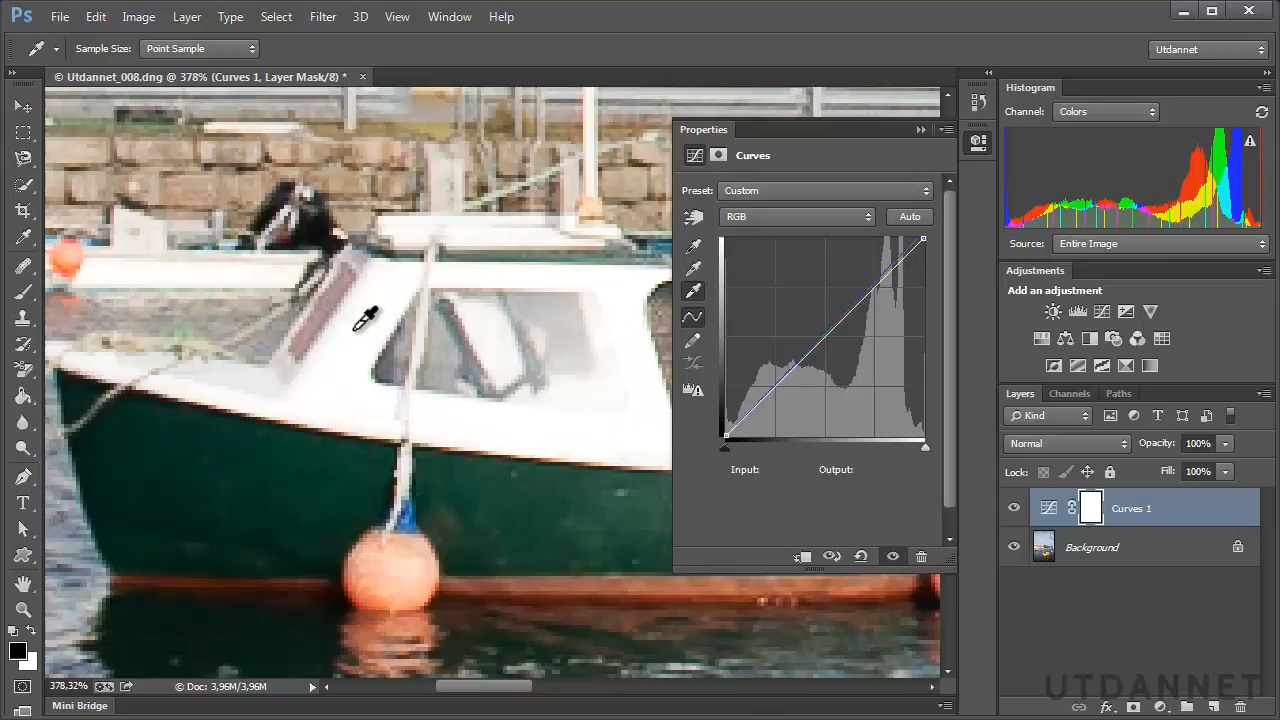 Ps File Edit Image Layer Type Select Filter 3D View Window Help
Sample Size: Point Sample Utdannet
© Utdannet_008.dng @ 378% (Curves 1, Layer Mask/8) *
Properties
Curves
Preset: Custom
RGB Auto
Input: Output:
Histogram
Channel: Colors
Source: Entire Image
Adjustments
Add an adjustment
Layers Channels Paths
Kind
Normal Opacity: 100%
Lock: Fill: 100%
Curves 1
Background
378,32% © Doc: 3,96M/3,96M
Mini Bridge
fx
UTDANNET